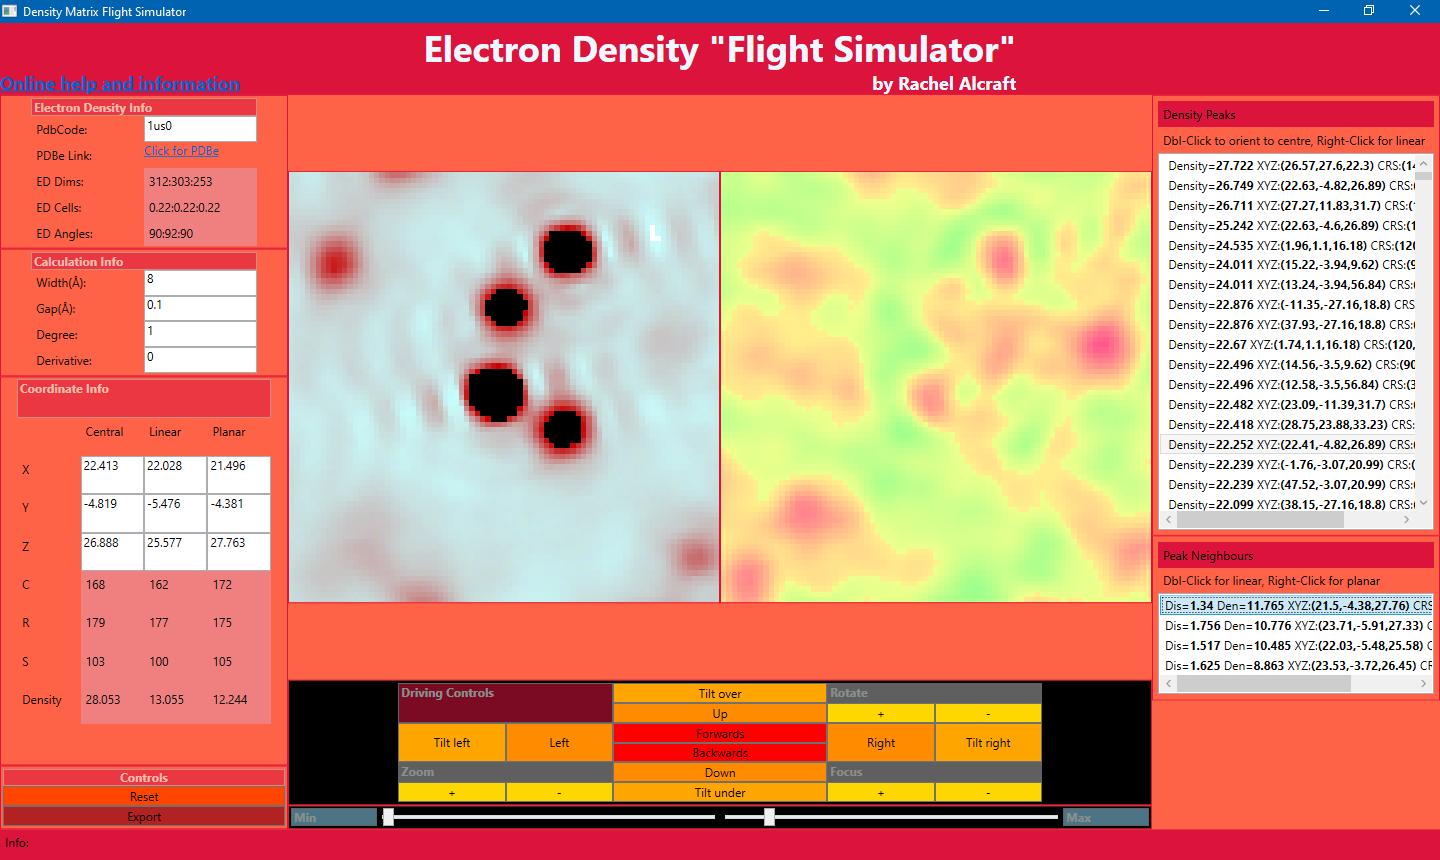 Density Matrix Flight Simulator
Electron Density "Flight Simulator"
Online help and information
by Rachel Alcraft
Electron Density Info
PdbCode: 1us0
PDBe Link: Click for PDBe
ED Dims: 312:303:253
ED Cells: 0.22:0.22:0.22
ED Angles: 90:92:90
Calculation Info
Width(Å): 8
Gap(Å): 0.1
Degree: 1
Derivative: 0
Coordinate Info
Central Linear Planar
X 22.413 22.028 21.496
Y -4.819 -5.476 -4.381
Z 26.888 25.577 27.763
C 168 162 172
R 179 177 175
S 103 100 105
Density 28.053 13.055 12.244
Controls
Reset
Export
Driving Controls
Tilt over
Rotate
Up
+ -
Tilt left Left
Forwards
Backwards
Right Tilt right
Zoom
Down
Focus
+ -
Tilt under
+ -
Min Max
Density Peaks
Dbl-Click to orient to centre, Right-Click for linear
Density=27.722 XYZ:(26.57,27.6,22.3) CRS:(14
Density=26.749 XYZ:(22.63,-4.82,26.89) CRS:(
Density=26.711 XYZ:(27.27,11.83,31.7) CRS:(1
Density=25.242 XYZ:(22.63,-4.6,26.89) CRS:(1
Density=24.535 XYZ:(1.96,1.1,16.18) CRS:(120
Density=24.011 XYZ:(15.22,-3.94,9.62) CRS:(9
Density=24.011 XYZ:(13.24,-3.94,56.84) CRS:(
Density=22.876 XYZ:(-11.35,-27.16,18.8) CRS
Density=22.876 XYZ:(37.93,-27.16,18.8) CRS:(
Density=22.67 XYZ:(1.74,1.1,16.18) CRS:(120,
Density=22.496 XYZ:(14.56,-3.5,9.62) CRS:(90
Density=22.496 XYZ:(12.58,-3.5,56.84) CRS:(3
Density=22.482 XYZ:(23.09,-11.39,31.7) CRS:(
Density=22.418 XYZ:(28.75,23.88,33.23) CRS:(
Density=22.252 XYZ:(22.41,-4.82,26.89) CRS:(
Density=22.239 XYZ:(-1.76,-3.07,20.99) CRS:(
Density=22.239 XYZ:(47.52,-3.07,20.99) CRS:(
Density=22.099 XYZ:(38.15,-27.16,18.8) CRS:(
Peak Neighbours
Dbl-Click for linear, Right-Click for planar
Dis=1.34 Den=11.765 XYZ:(21.5,-4.38,27.76) CRS
Dis=1.756 Den=10.776 XYZ:(23.71,-5.91,27.33) C
Dis=1.517 Den=10.485 XYZ:(22.03,-5.48,25.58) C
Dis=1.625 Den=8.863 XYZ:(23.53,-3.72,26.45) CR
Info: